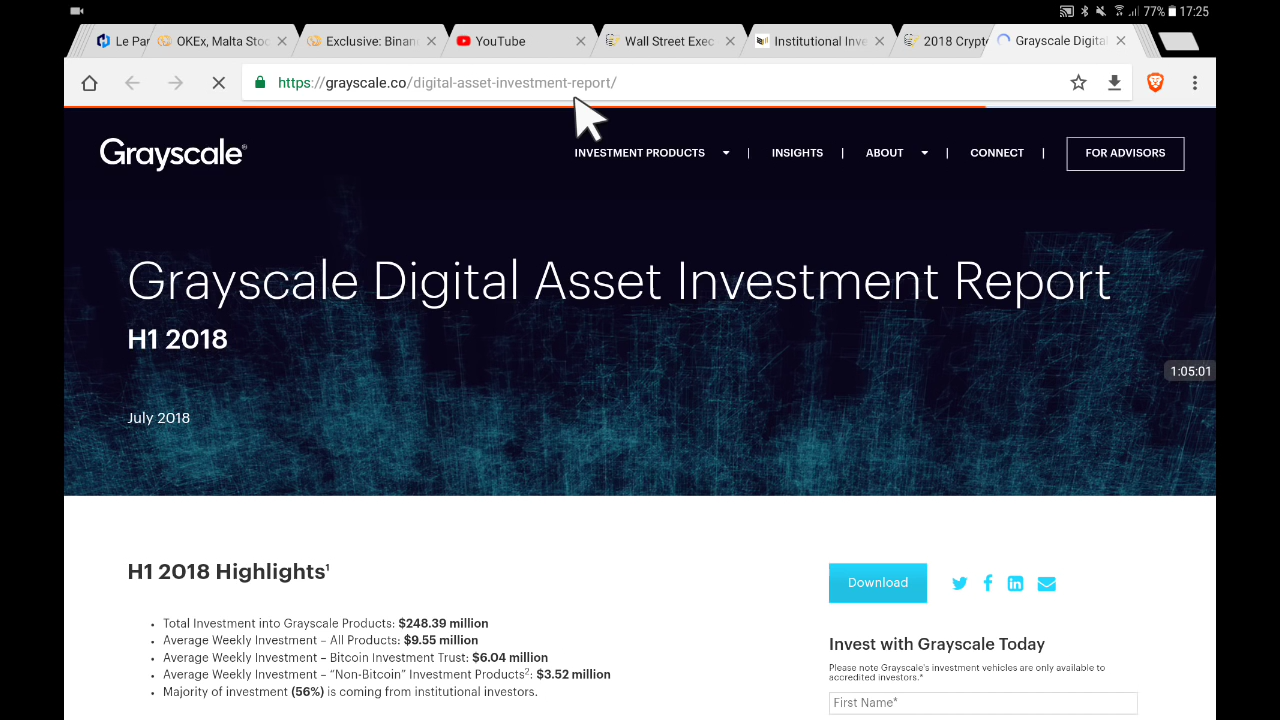 77% 17:25
Le Par
OKEx, Malta Stoc
Exclusive: Binan
YouTube
Wall Street Exec
Institutional Inve
2018 Crypto
Grayscale Digital
https://grayscale.co/digital-asset-investment-report/
Grayscale®
INVESTMENT PRODUCTS | INSIGHTS | ABOUT | CONNECT | FOR ADVISORS
Grayscale Digital Asset Investment Report
H1 2018
1:05:01
July 2018
H1 2018 Highlights¹
• Total Investment into Grayscale Products: $248.39 million
• Average Weekly Investment – All Products: $9.55 million
• Average Weekly Investment – Bitcoin Investment Trust: $6.04 million
• Average Weekly Investment – “Non-Bitcoin” Investment Products²: $3.52 million
• Majority of investment (56%) is coming from institutional investors.
Download
Invest with Grayscale Today
Please note Grayscale's investment vehicles are only available to
accredited investors.*
First Name*